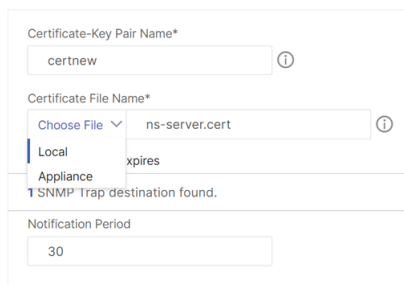 Certificate-Key Pair Name*
certnew
Certificate File Name*
Choose File ns-server.cert
Local
xpires
Appliance
1 SNMP Trap destination found.
Notification Period
30